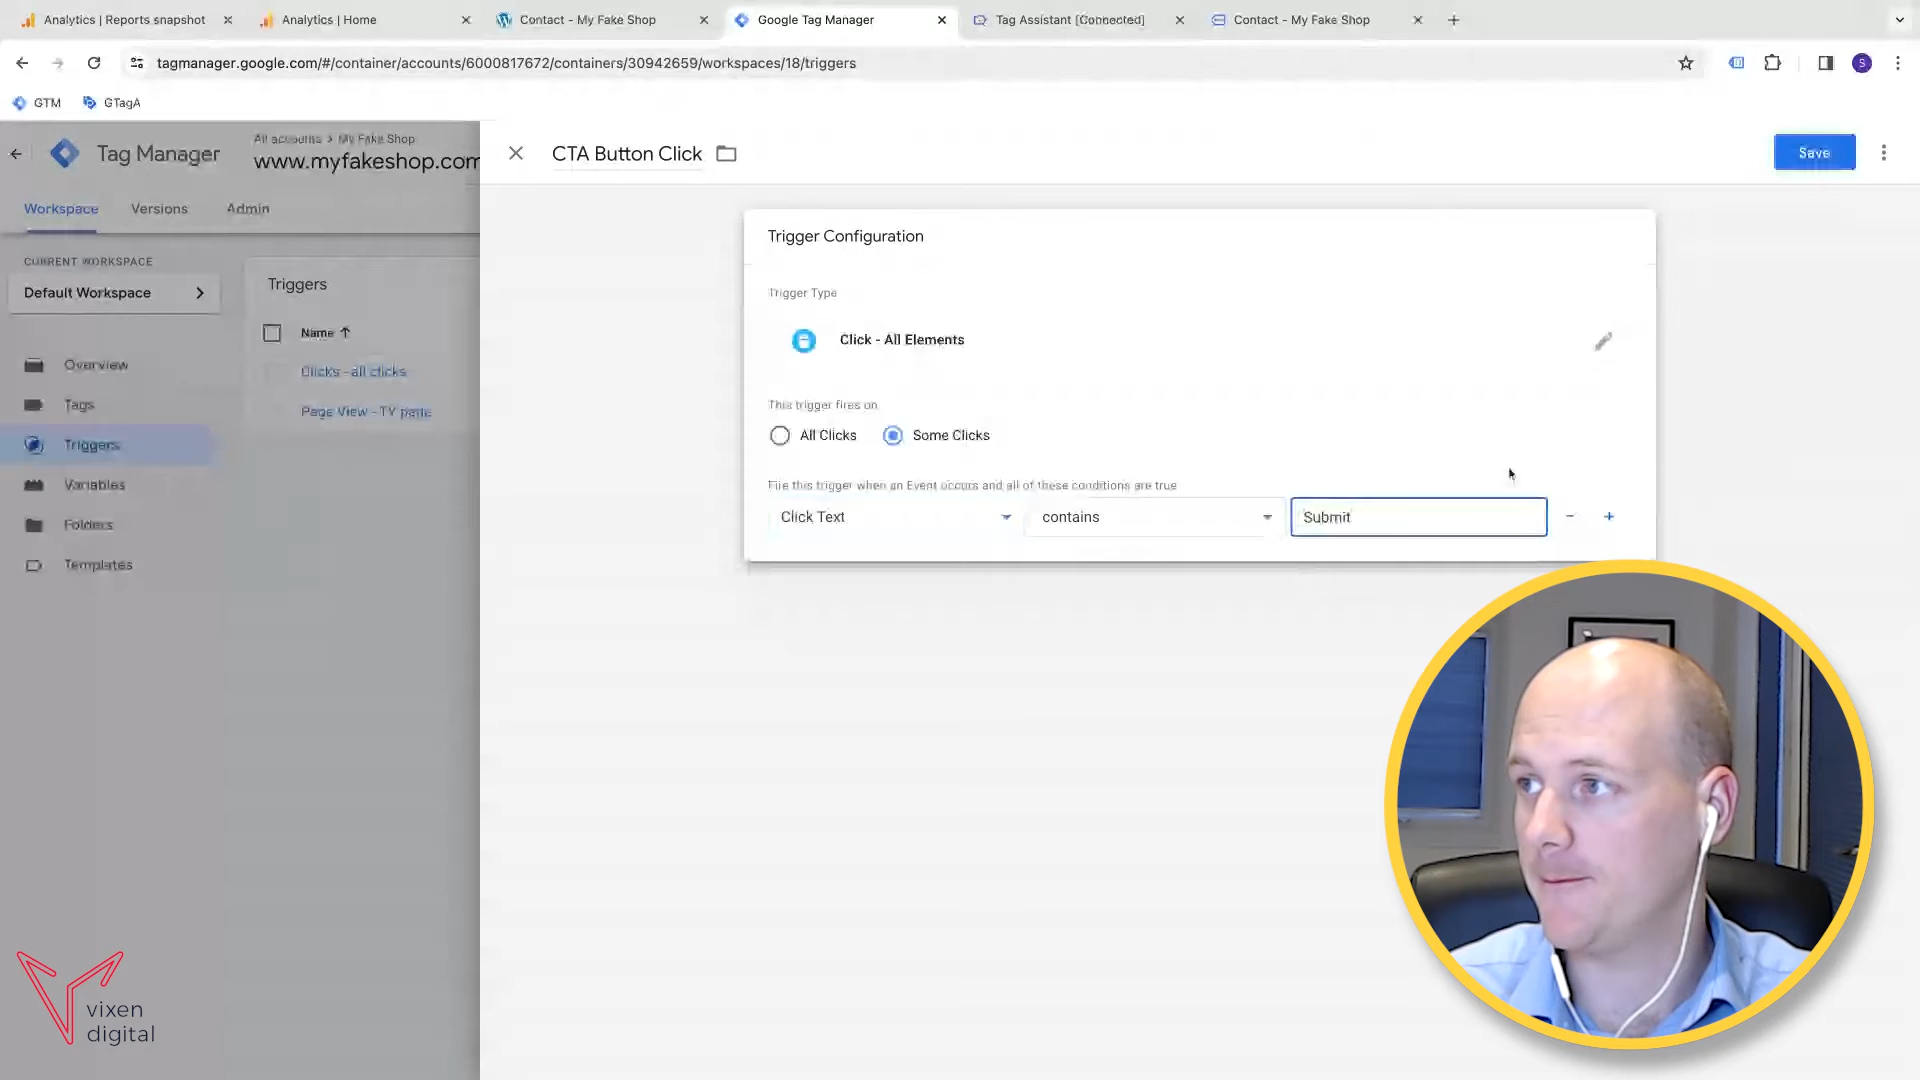 Analytics | Reports snapshot
Analytics | Home
Contact - My Fake Shop
Google Tag Manager
Tag Assistant [Connected]
Contact - My Fake Shop
tagmanager.google.com/#/container/accounts/6000817672/containers/30942659/workspaces/18/triggers
S
GTM
GTagA
Tag Manager
All accounts > My Fake Shop
www.myfakeshop.com
CTA Button Click
Save
Workspace
Versions
Admin
CURRENT WORKSPACE
Default Workspace
Overview
Tags
Triggers
Variables
Folders
Templates
Triggers
Name
Clicks - all clicks
Page View - TY page
Trigger Configuration
Trigger Type
Click - All Elements
This trigger fires on
All Clicks
Some Clicks
Fire this trigger when an Event occurs and all of these conditions are true
Click Text
contains
Submit
vixen
digital